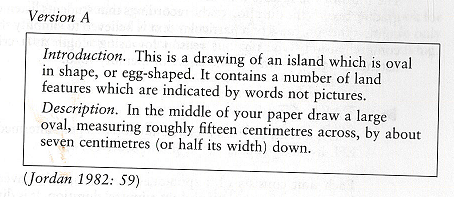 Version A
Introduction. This is a drawing of an island which is oval
in shape, or egg-shaped. It contains a number of land
features which are indicated by words not pictures.
Description. In the middle of your paper draw a large
oval, measuring roughly fifteen centimetres across, by about
seven centimetres (or half its width) down.
(Jordan 1982: 59)